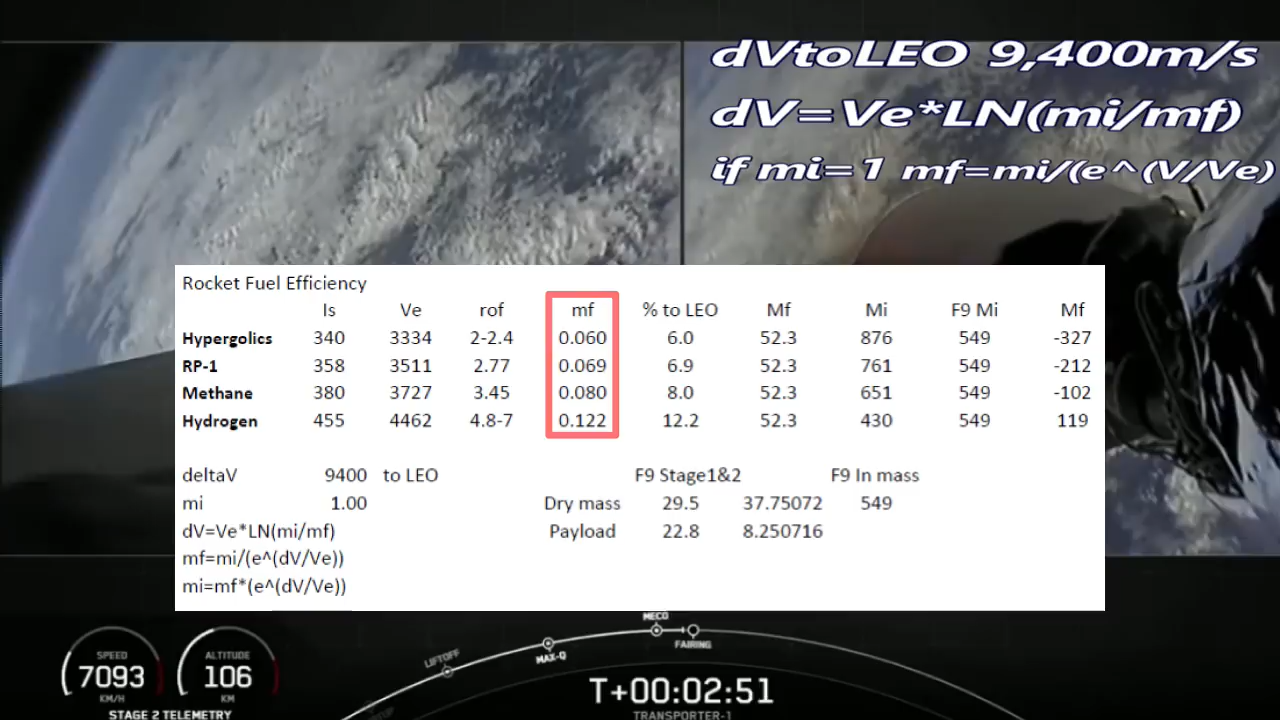 dVtoLEO 9,400m/s
dV=Ve*LN(mi/mf)
if mi=1 mf=mi/(e^(V/Ve)
Rocket Fuel Efficiency
Is Ve rof mf % to LEO Mf Mi F9 Mi Mf
Hypergolics 340 3334 2-2.4 0.060 6.0 52.3 876 549 -327
RP-1 358 3511 2.77 0.069 6.9 52.3 761 549 -212
Methane 380 3727 3.45 0.080 8.0 52.3 651 549 -102
Hydrogen 455 4462 4.8-7 0.122 12.2 52.3 430 549 119
deltaV 9400 to LEO F9 Stage1&2 F9 In mass
mi 1.00 Dry mass 29.5 37.75072 549
dV=Ve*LN(mi/mf) Payload 22.8 8.250716
mf=mi/(e^(dV/Ve))
mi=mf*(e^(dV/Ve))
MECO
LIFTOFF MAX-Q FAIRING
SPEED ALTITUDE
7093 106
KM/H KM
T+00:02:51
STAGE 2 TELEMETRY
TRANSPORTER-1